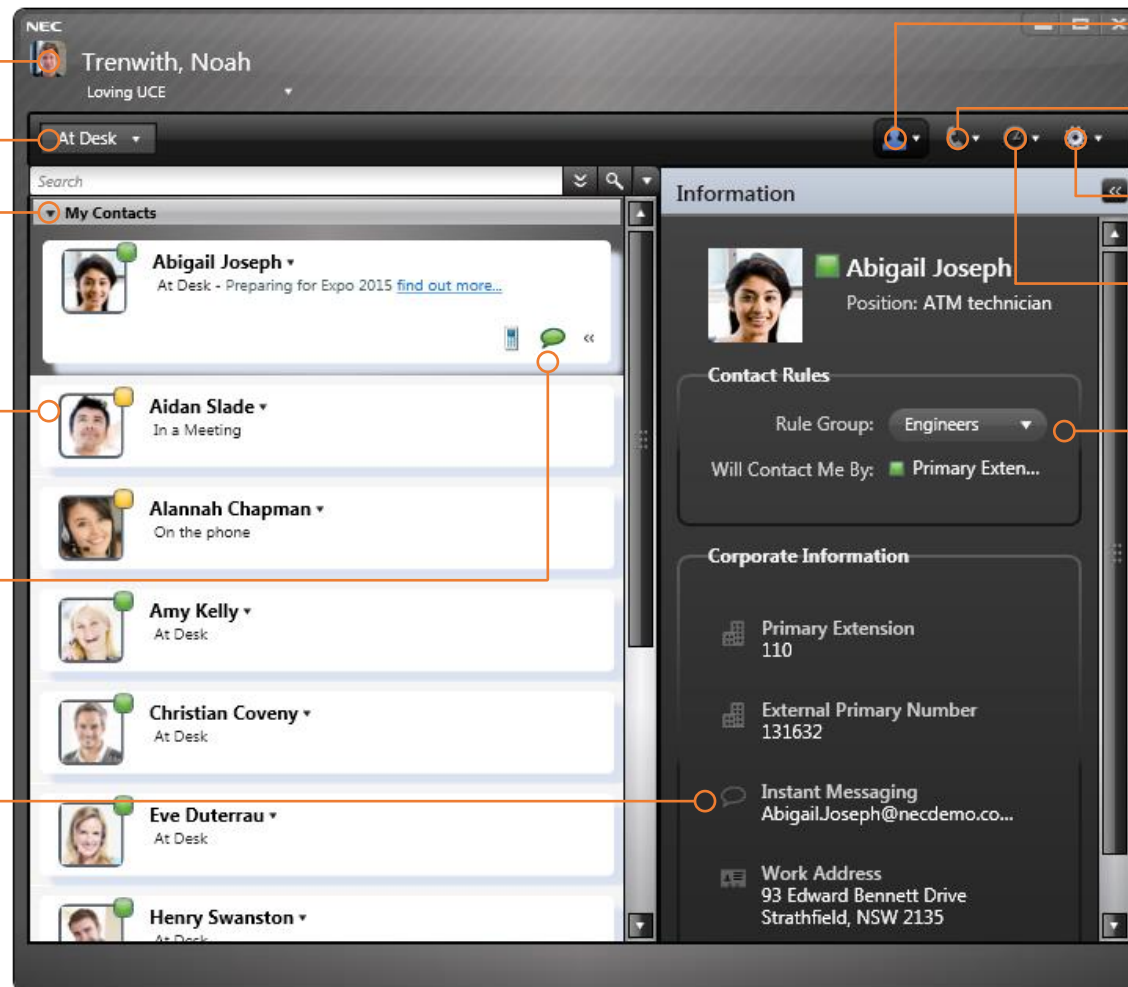 NEC
Trenwith, Noah
Loving UCE
At Desk
Search
My Contacts
Abigail Joseph
At Desk - Preparing for Expo 2015 find out more...
Aidan Slade
In a Meeting
Alannah Chapman
On the phone
Amy Kelly
At Desk
Christian Coveny
At Desk
Eve Duterrau
At Desk
Henry Swanston
At Desk
Information
Abigail Joseph
Position: ATM technician
Contact Rules
Rule Group: Engineers
Will Contact Me By: Primary Exten...
Corporate Information
Primary Extension
110
External Primary Number
131632
Instant Messaging
Abigail.Joseph@necdemo.co...
Work Address
93 Edward Bennett Drive
Strathfield, NSW 2135